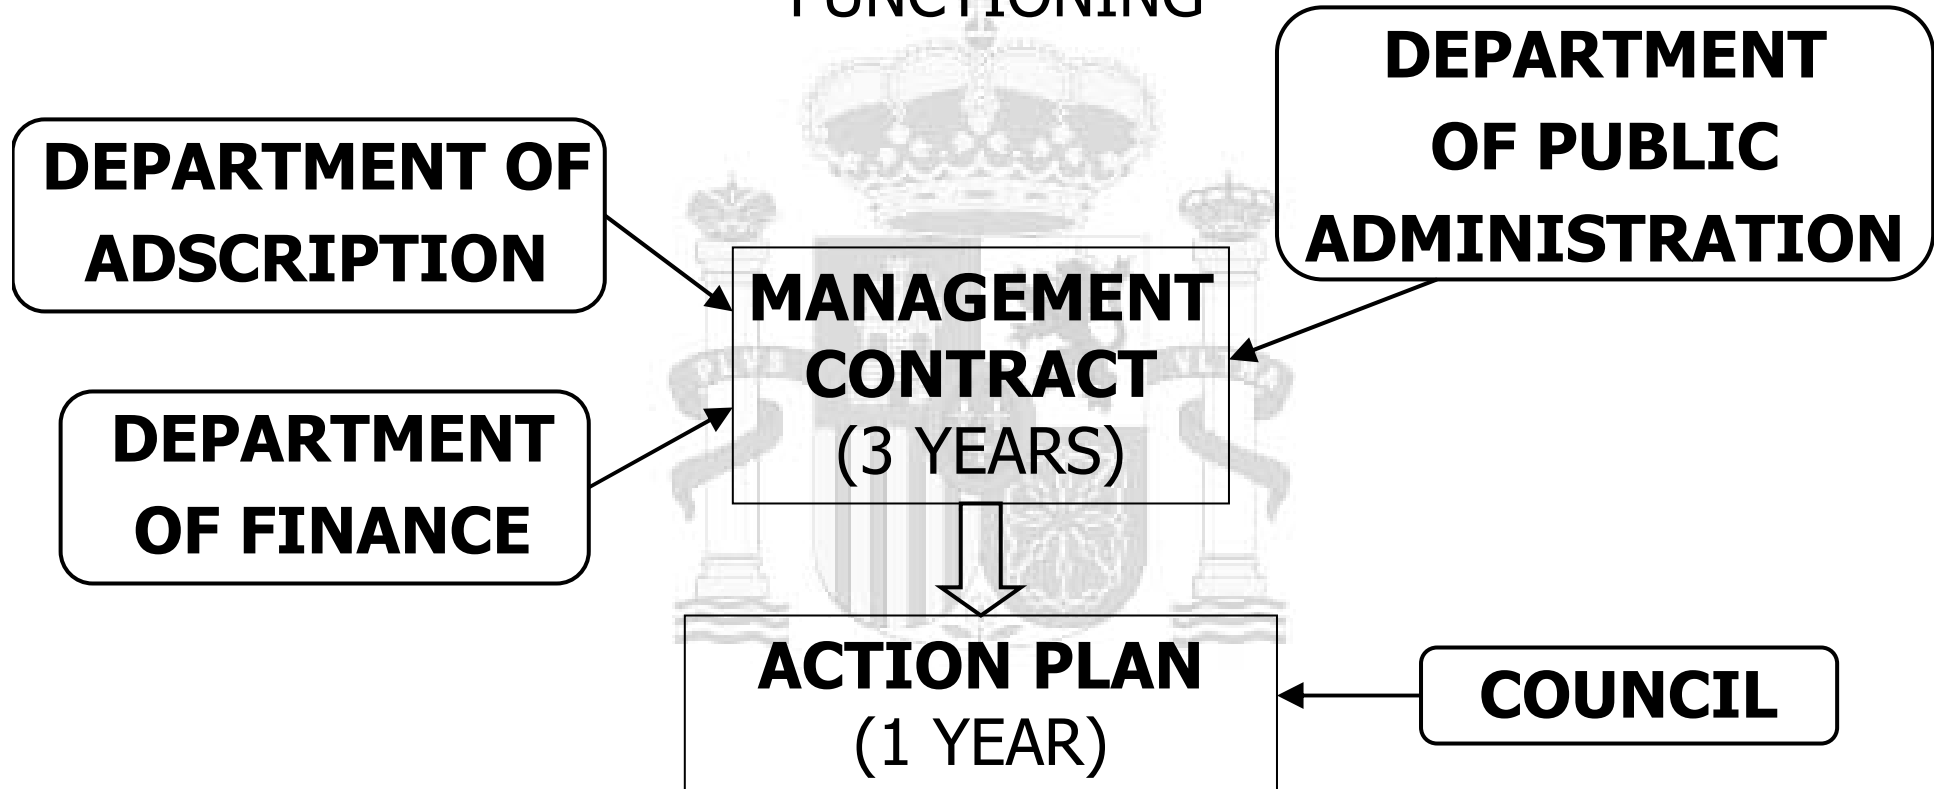 FUNCTIONING
DEPARTMENT
OF PUBLIC
ADMINISTRATION
DEPARTMENT OF
ADSCRIPTION
MANAGEMENT
CONTRACT
(3 YEARS)
DEPARTMENT
OF FINANCE
ACTION PLAN
(1 YEAR)
COUNCIL